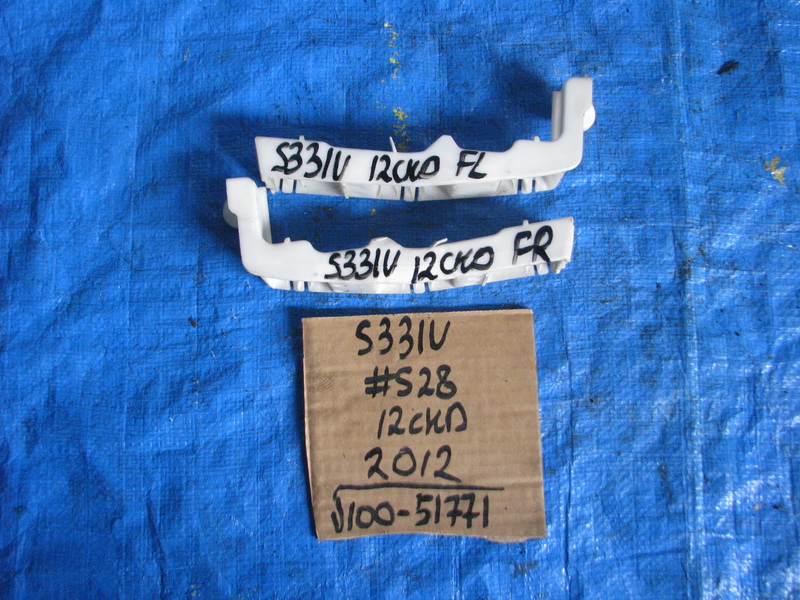 S331V 12CKD FL
S331V 12CKD FR
S331V
#S28
12CKD
2012
√100-51771